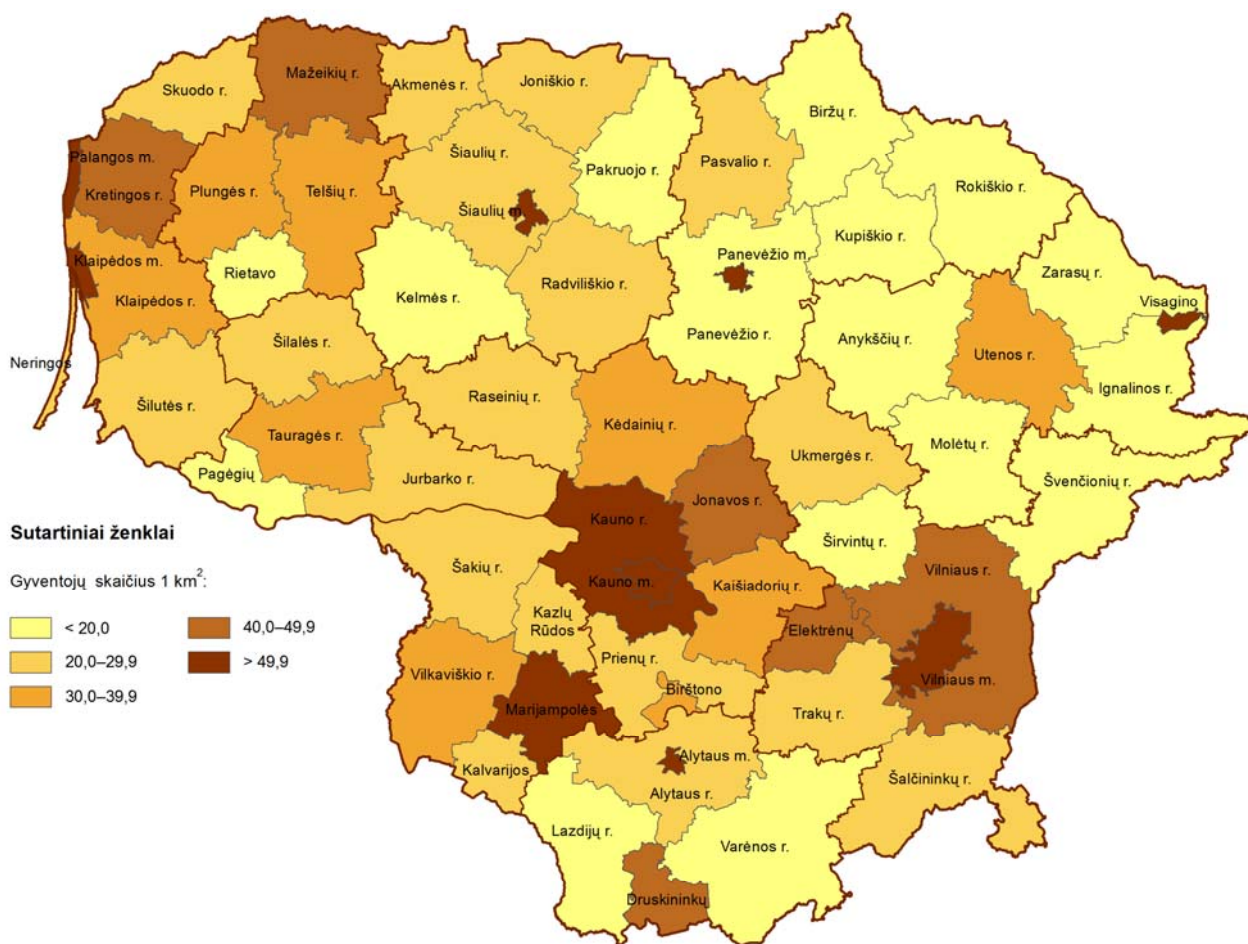 Mažeikių r.
Skuodo r.
Akmenės r.
Joniškio r.
Biržų r.
Palangos m.
Kretingos r.
Plungės r.
Telšių r.
Šiaulių r.
Šiaulių m.
Pakruojo r.
Pasvalio r.
Rokiškio r.
Kupiškio r.
Klaipėdos m.
Klaipėdos r.
Rietavo
Kelmės r.
Radviliškio r.
Panevėžio m.
Panevėžio r.
Zarasų r.
Visagino
Anykščių r.
Utenos r.
Ignalinos r.
Neringos
Šilalės r.
Šilutės r.
Raseinių r.
Tauragės r.
Kėdainių r.
Ukmergės r.
Molėtų r.
Švenčionių r.
Pagėgių
Jurbarko r.
Kauno r.
Jonavos r.
Širvintų r.
Sutartiniai ženklai
Gyventojų skaičius 1 km²:
< 20,0
20,0–29,9
30,0–39,9
40,0–49,9
> 49,9
Šakių r.
Kauno m.
Kaišiadorių r.
Vilniaus r.
Kazlų
Rūdos
Elektrėnų
Prienų r.
Vilkaviškio r.
Birštono
Vilniaus m.
Marijampolės
Trakų r.
Kalvarijos
Alytaus m.
Alytaus r.
Šalčininkų r.
Lazdijų r.
Varėnos r.
Druskininkų